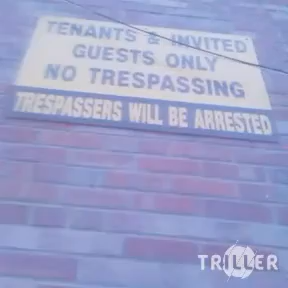 TENANTS & INVITED
GUESTS ONLY
NO TRESPASSING
TRESPASSERS WILL BE ARRESTED
TRILLER